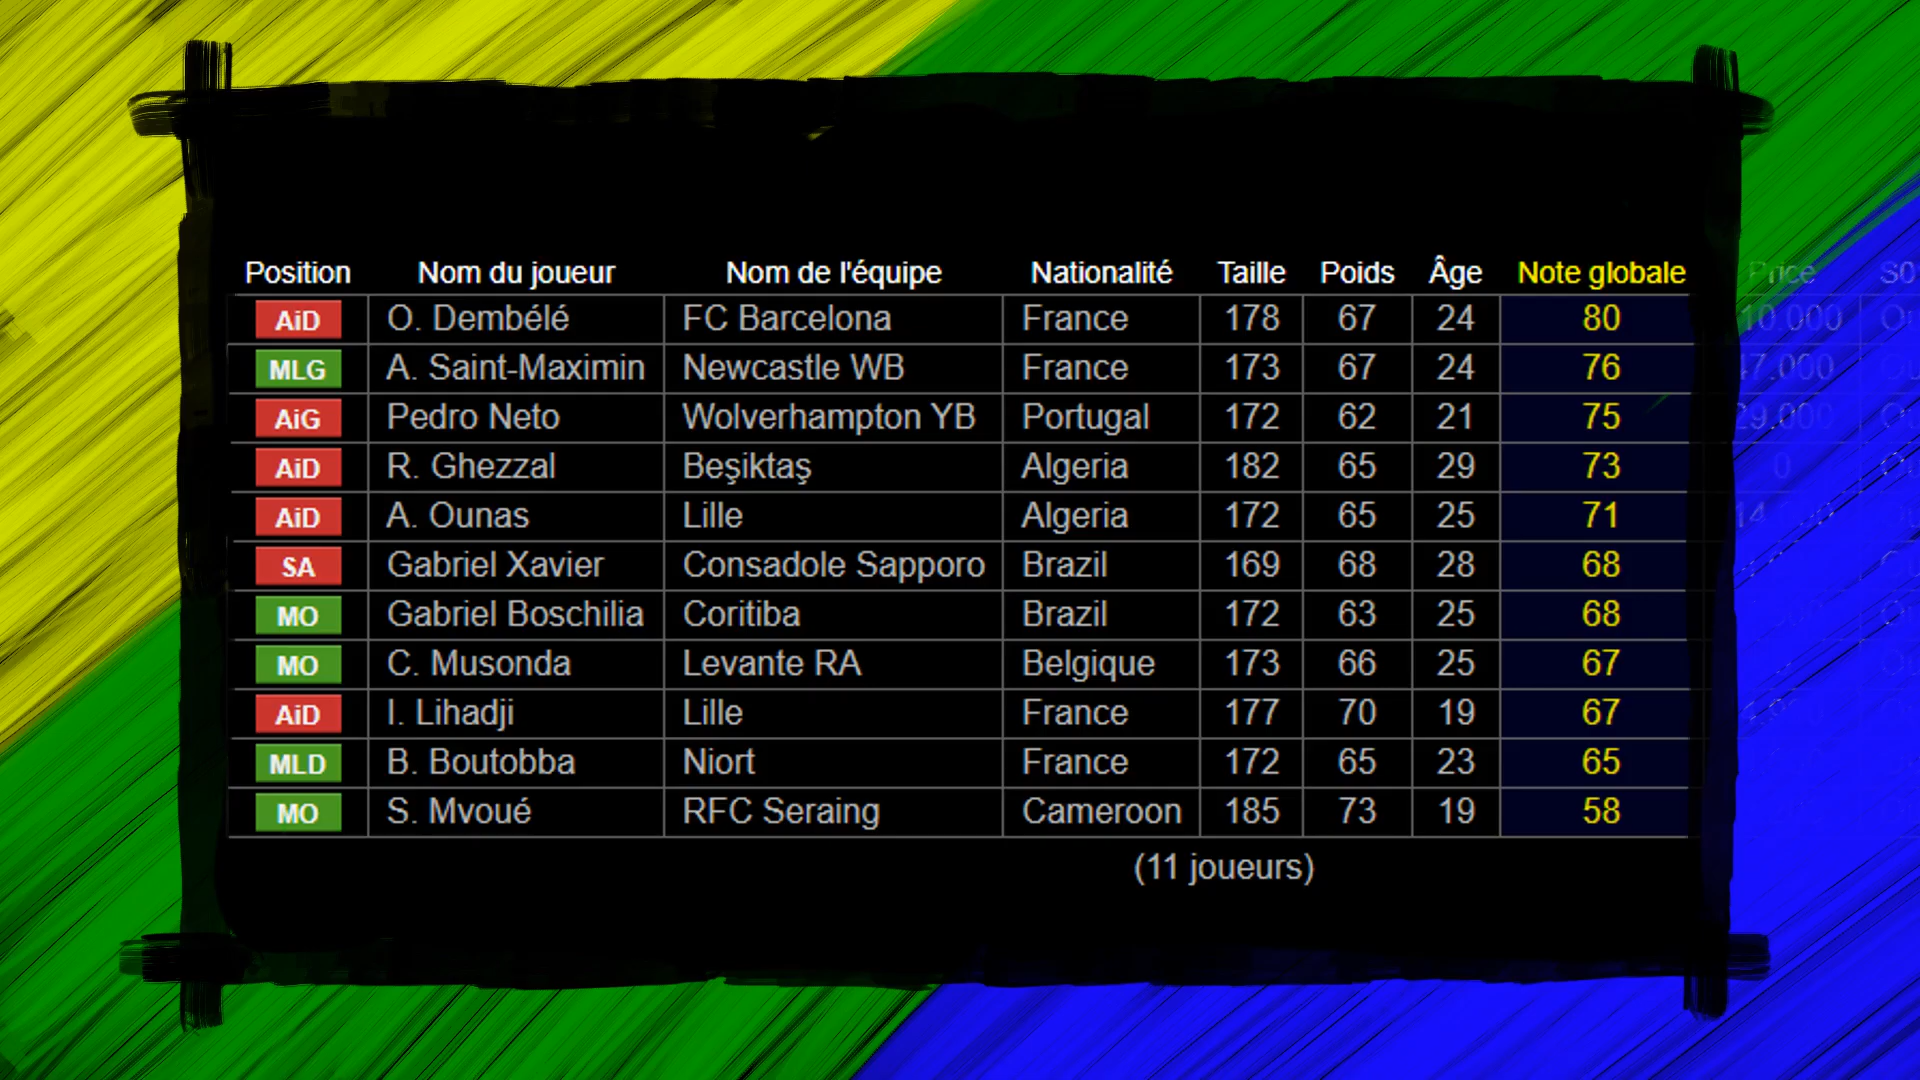 Position Nom du joueur Nom de l'équipe Nationalité Taille Poids Âge Note globale Price
AiD O. Dembélé FC Barcelona France 178 67 24 80
MLG A. Saint-Maximin Newcastle WB France 173 67 24 76
AiG Pedro Neto Wolverhampton YB Portugal 172 62 21 75
AiD R. Ghezzal Beşiktaş Algeria 182 65 29 73 0
AiD A. Ounas Lille Algeria 172 65 25 71
SA Gabriel Xavier Consadole Sapporo Brazil 169 68 28 68
MO Gabriel Boschilia Coritiba Brazil 172 63 25 68
MO C. Musonda Levante RA Belgique 173 66 25 67
AiD I. Lihadji Lille France 177 70 19 67
MLD B. Boutobba Niort France 172 65 23 65
MO S. Mvoué RFC Seraing Cameroon 185 73 19 58
(11 joueurs)